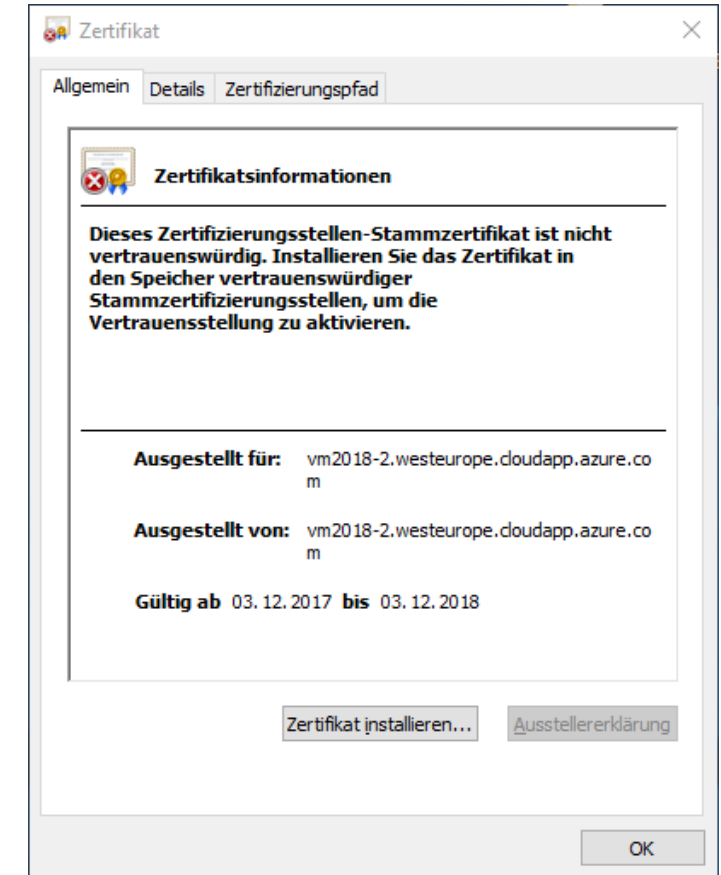 Zertifikat
Allgemein Details Zertifizierungspfad
Zertifikatsinformationen
Dieses Zertifizierungsstellen-Stammzertifikat ist nicht
vertrauenswürdig. Installieren Sie das Zertifikat in
den Speicher vertrauenswürdiger
Stammzertifizierungsstellen, um die
Vertrauensstellung zu aktivieren.
Ausgestellt für: vm2018-2.westeurope.cloudapp.azure.co
m
Ausgestellt von: vm2018-2.westeurope.cloudapp.azure.co
m
Gültig ab 03.12.2017 bis 03.12.2018
Zertifikat installieren... Ausstellererklärung
OK